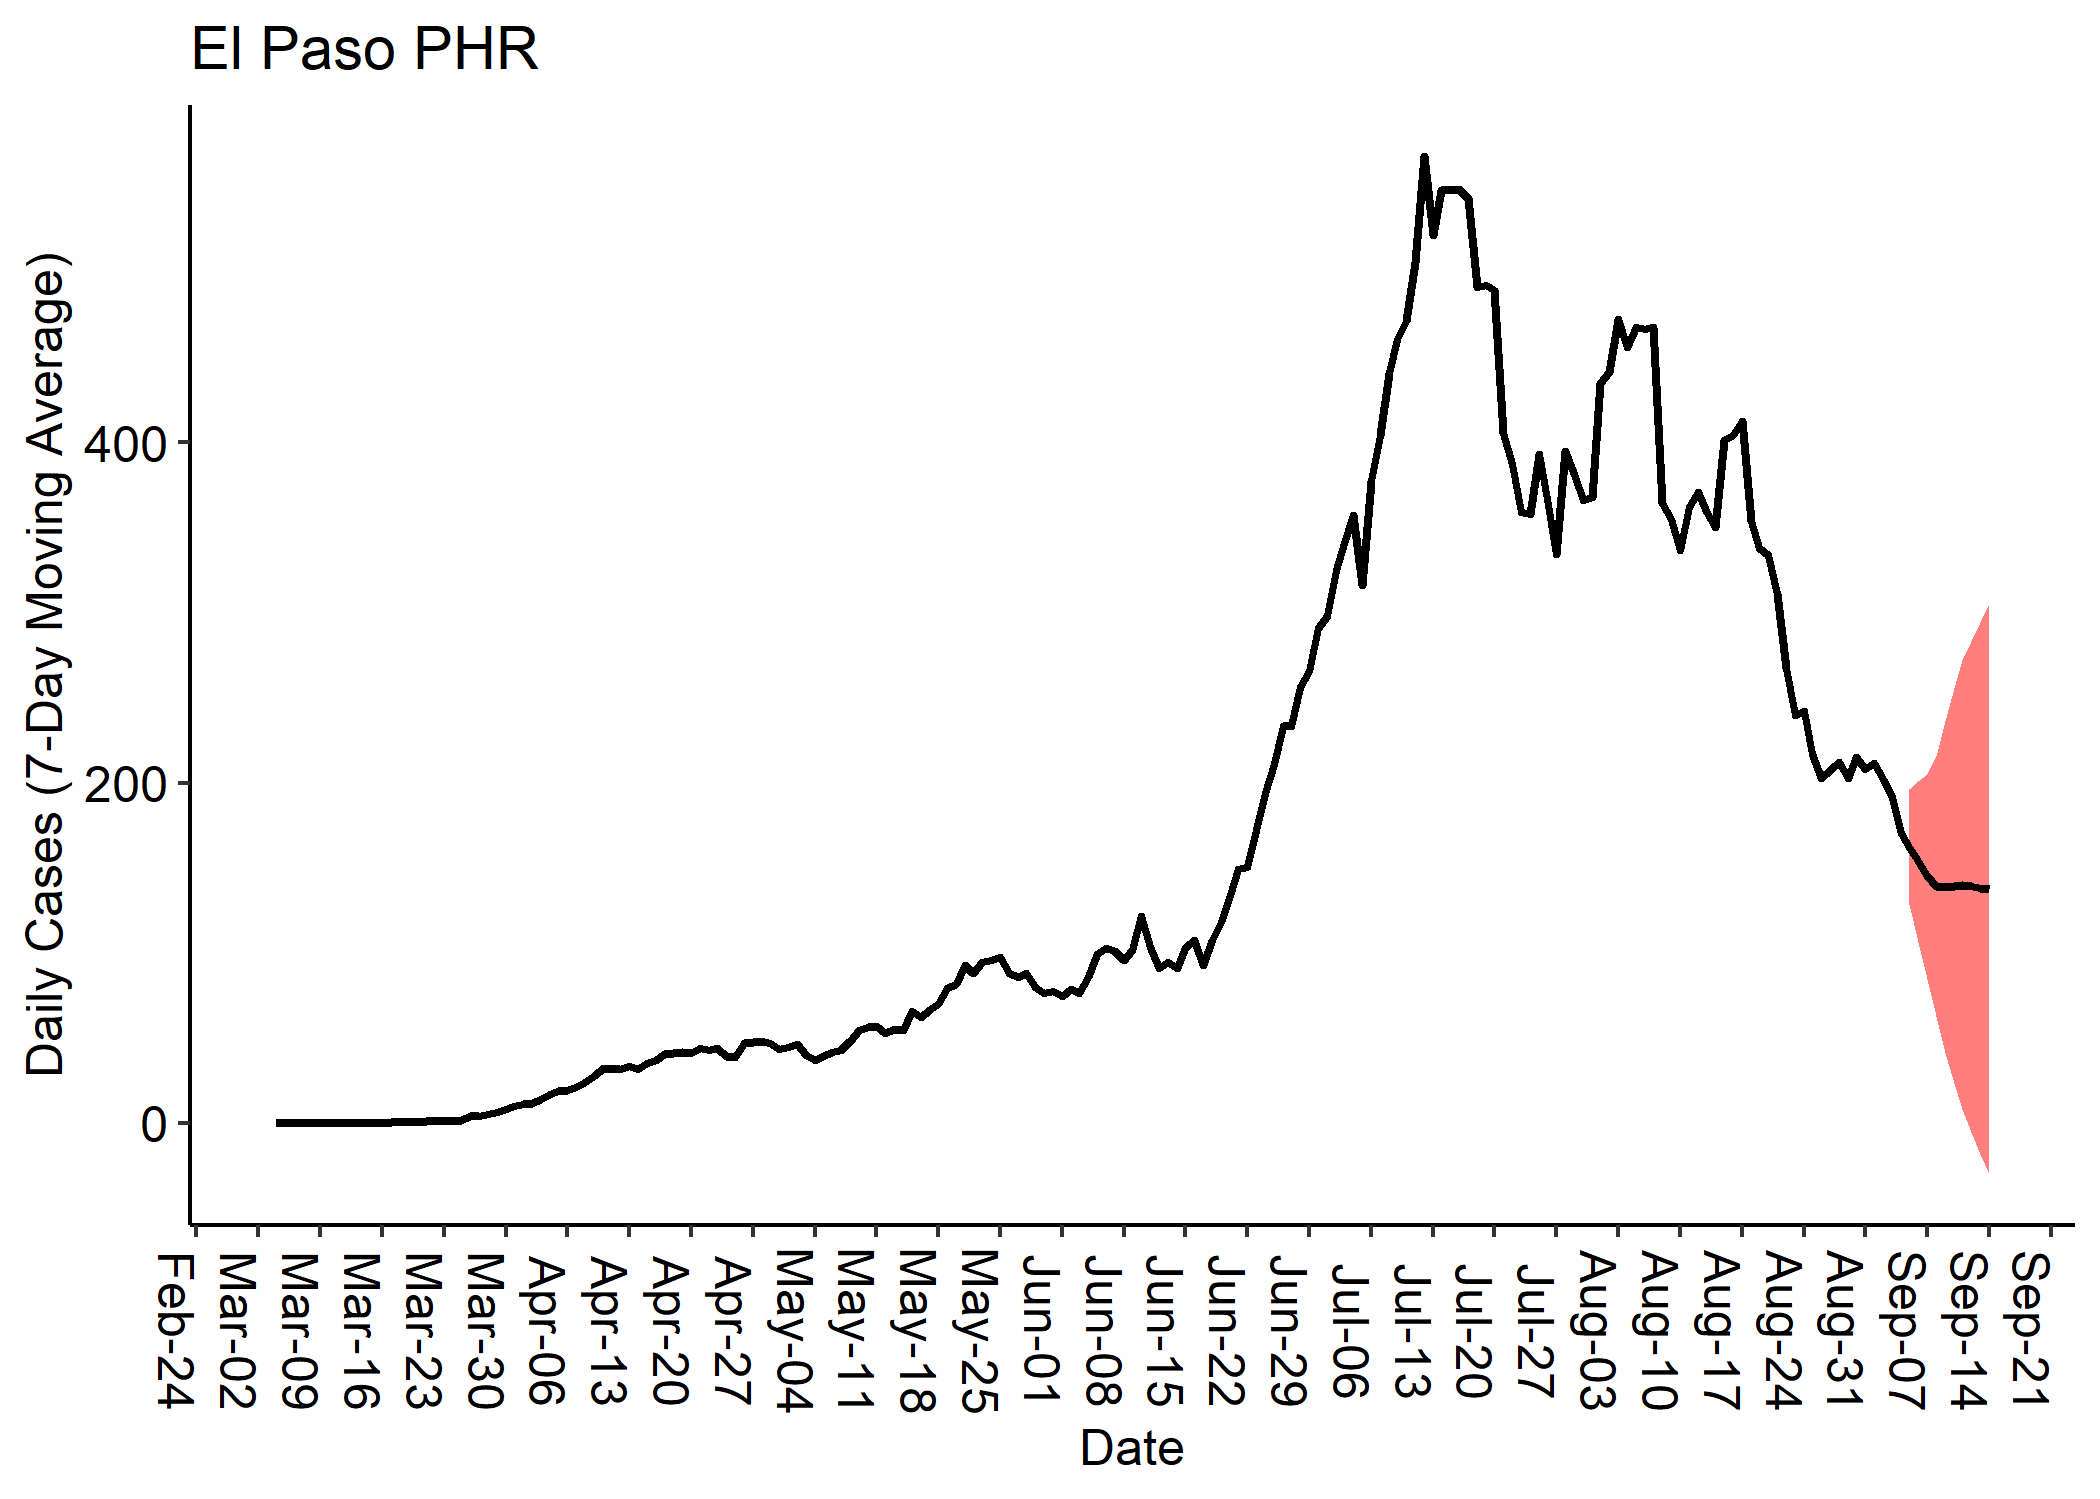 El Paso PHR
Daily Cases (7-Day Moving Average)
400
200
0
Feb-24
Mar-02
Mar-09
Mar-16
Mar-23
Mar-30
Apr-06
Apr-13
Apr-20
Apr-27
May-04
May-11
May-18
May-25
Jun-01
Jun-08
Jun-15
Jun-22
Jun-29
Jul-06
Jul-13
Jul-20
Jul-27
Aug-03
Aug-10
Aug-17
Aug-24
Aug-31
Sep-07
Sep-14
Sep-21
Date